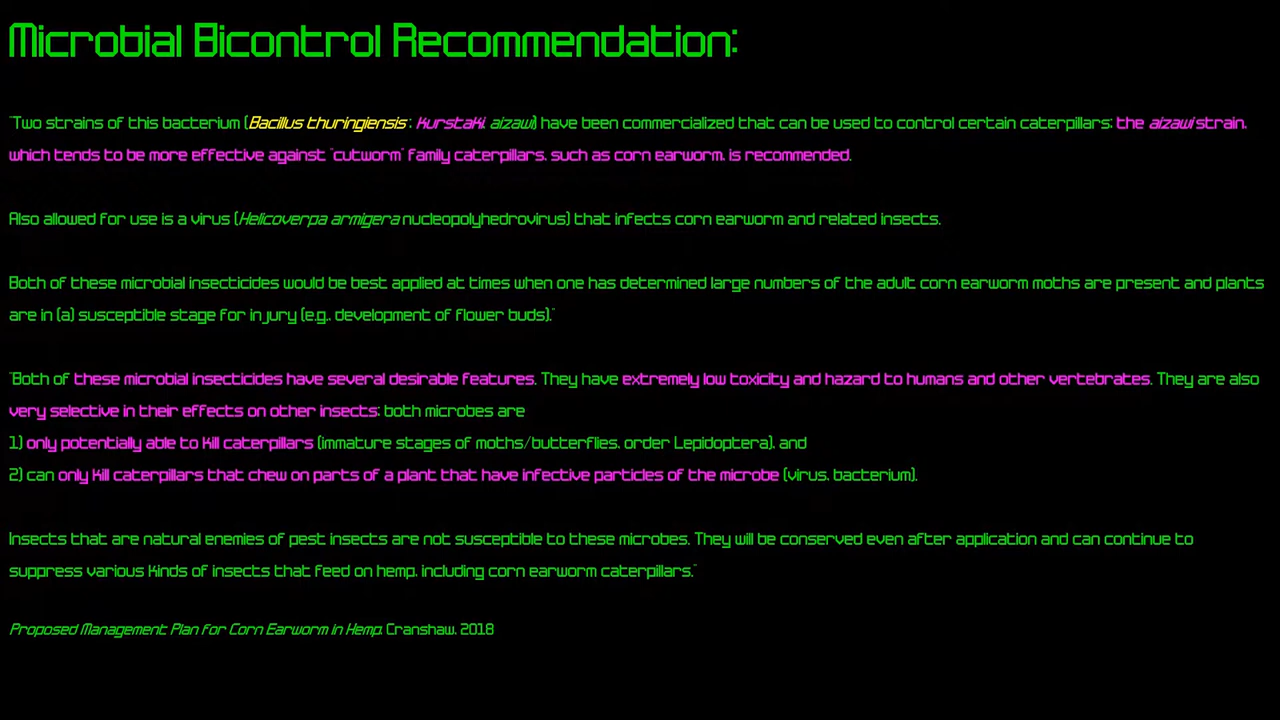 Microbial Bicontrol Recommendation:
"Two strains of this bacterium (Bacillus thuringiensis; kurstaki, aizawi) have been commercialized that can be used to control certain caterpillars; the aizawi strain,
which tends to be more effective against "cutworm" family caterpillars, such as corn earworm, is recommended.
Also allowed for use is a virus (Helicoverpa armigera nucleopolyhedrovirus) that infects corn earworm and related insects.
Both of these microbial insecticides would be best applied at times when one has determined large numbers of the adult corn earworm moths are present and plants
are in (a) susceptible stage for injury (e.g., development of flower buds)."
"Both of these microbial insecticides have several desirable features. They have extremely low toxicity and hazard to humans and other vertebrates. They are also
very selective in their effects on other insects; both microbes are
1) only potentially able to kill caterpillars (immature stages of moths/butterflies, order Lepidoptera), and
2) can only kill caterpillars that chew on parts of a plant that have infective particles of the microbe (virus, bacterium).
Insects that are natural enemies of pest insects are not susceptible to these microbes. They will be conserved even after application and can continue to
suppress various kinds of insects that feed on hemp, including corn earworm caterpillars."
Proposed Management Plan for Corn Earworm in Hemp, Cranshaw, 2018